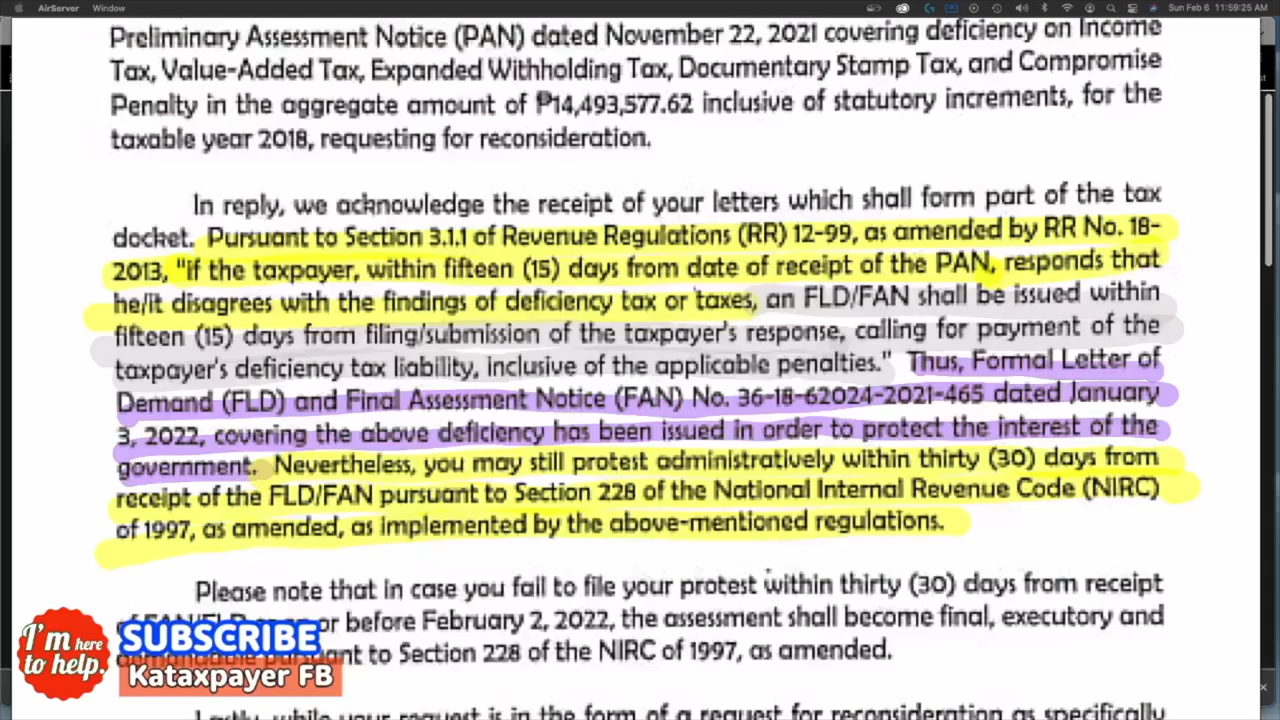 AirServer Window Sun Feb 6 11:59:25 AM
Preliminary Assessment Notice (PAN) dated November 22, 2021 covering deficiency on Income
Tax, Value-Added Tax, Expanded Withholding Tax, Documentary Stamp Tax, and Compromise
Penalty in the aggregate amount of ₱14,493,577.62 inclusive of statutory increments, for the
taxable year 2018, requesting for reconsideration.
In reply, we acknowledge the receipt of your letters which shall form part of the tax
docket. Pursuant to Section 3.1.1 of Revenue Regulations (RR) 12-99, as amended by RR No. 18-
2013, "if the taxpayer, within fifteen (15) days from date of receipt of the PAN, responds that
he/it disagrees with the findings of deficiency tax or taxes, an FLD/FAN shall be issued within
fifteen (15) days from filing/submission of the taxpayer's response, calling for payment of the
taxpayer's deficiency tax liability, inclusive of the applicable penalties." Thus, Formal Letter of
Demand (FLD) and Final Assessment Notice (FAN) No. 36-18-62024-2021-465 dated January
3, 2022, covering the above deficiency has been issued in order to protect the interest of the
government. Nevertheless, you may still protest administratively within thirty (30) days from
receipt of the FLD/FAN pursuant to Section 228 of the National Internal Revenue Code (NIRC)
of 1997, as amended, as implemented by the above-mentioned regulations.
Please note that in case you fail to file your protest within thirty (30) days from receipt
or before February 2, 2022, the assessment shall become final, executory and
to Section 228 of the NIRC of 1997, as amended.
Lastly, while your request is in the form of a request for reconsideration as specifically
I'm here
to help.
SUBSCRIBE
Kataxpayer FB